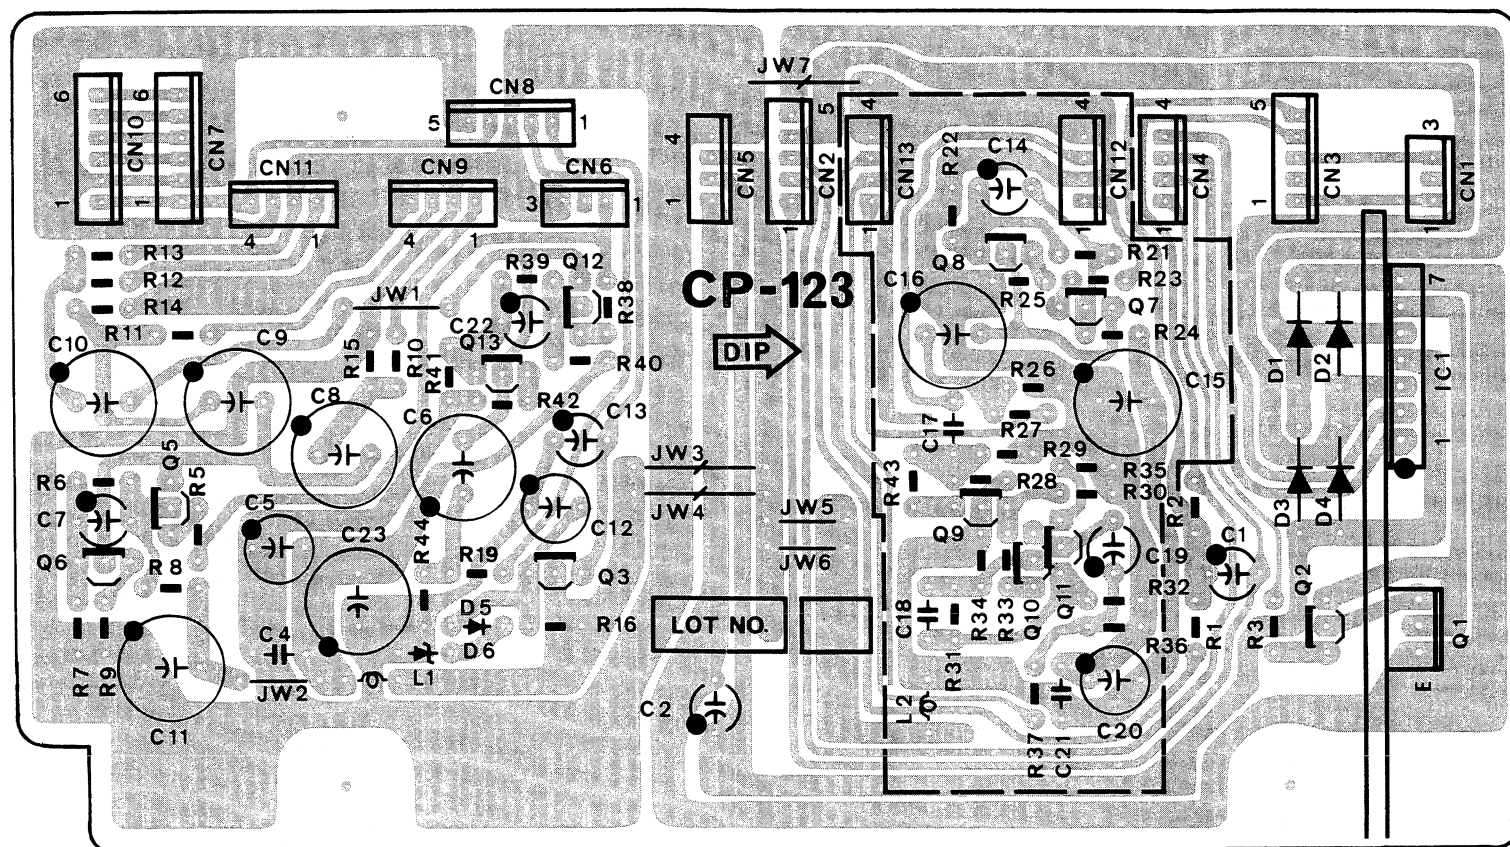 JW7
CN8
5 1
6 6
CN10
CN7
1 1
CN11
4 1
CN9
4 1
CN6
3 1
4
CN5
1
5
CN2
1
4
CN13
1
R22
C14
4
CN12
1
4
CN4
1
5
CN3
1
3
CN1
1
R13
R12
R14
R11
JW1
R39
Q12
R38
CP-123
DIP
Q8
R21
R23
C16
R25
Q7
R24
7
C10
C9
R15
R10
R41
C22
Q13
R40
D1
D2
IC1
1
C8
C6
R42
C13
R26
C15
C17
R27
R29
R6
Q5
R5
JW3
R43
R28
R35
R30
R2
C7
C5
C23
R44
C12
JW4
JW5
D3
D4
Q6
R8
R19
Q3
JW6
Q9
Q11
C19
C1
Q2
R32
D5
D6
R16
LOT NO.
C18
R34
R33
Q10
R36
R1
R3
Q1
R7
R9
C4
L1
JW2
R31
E
C11
C2
L2
R37
C21
C20